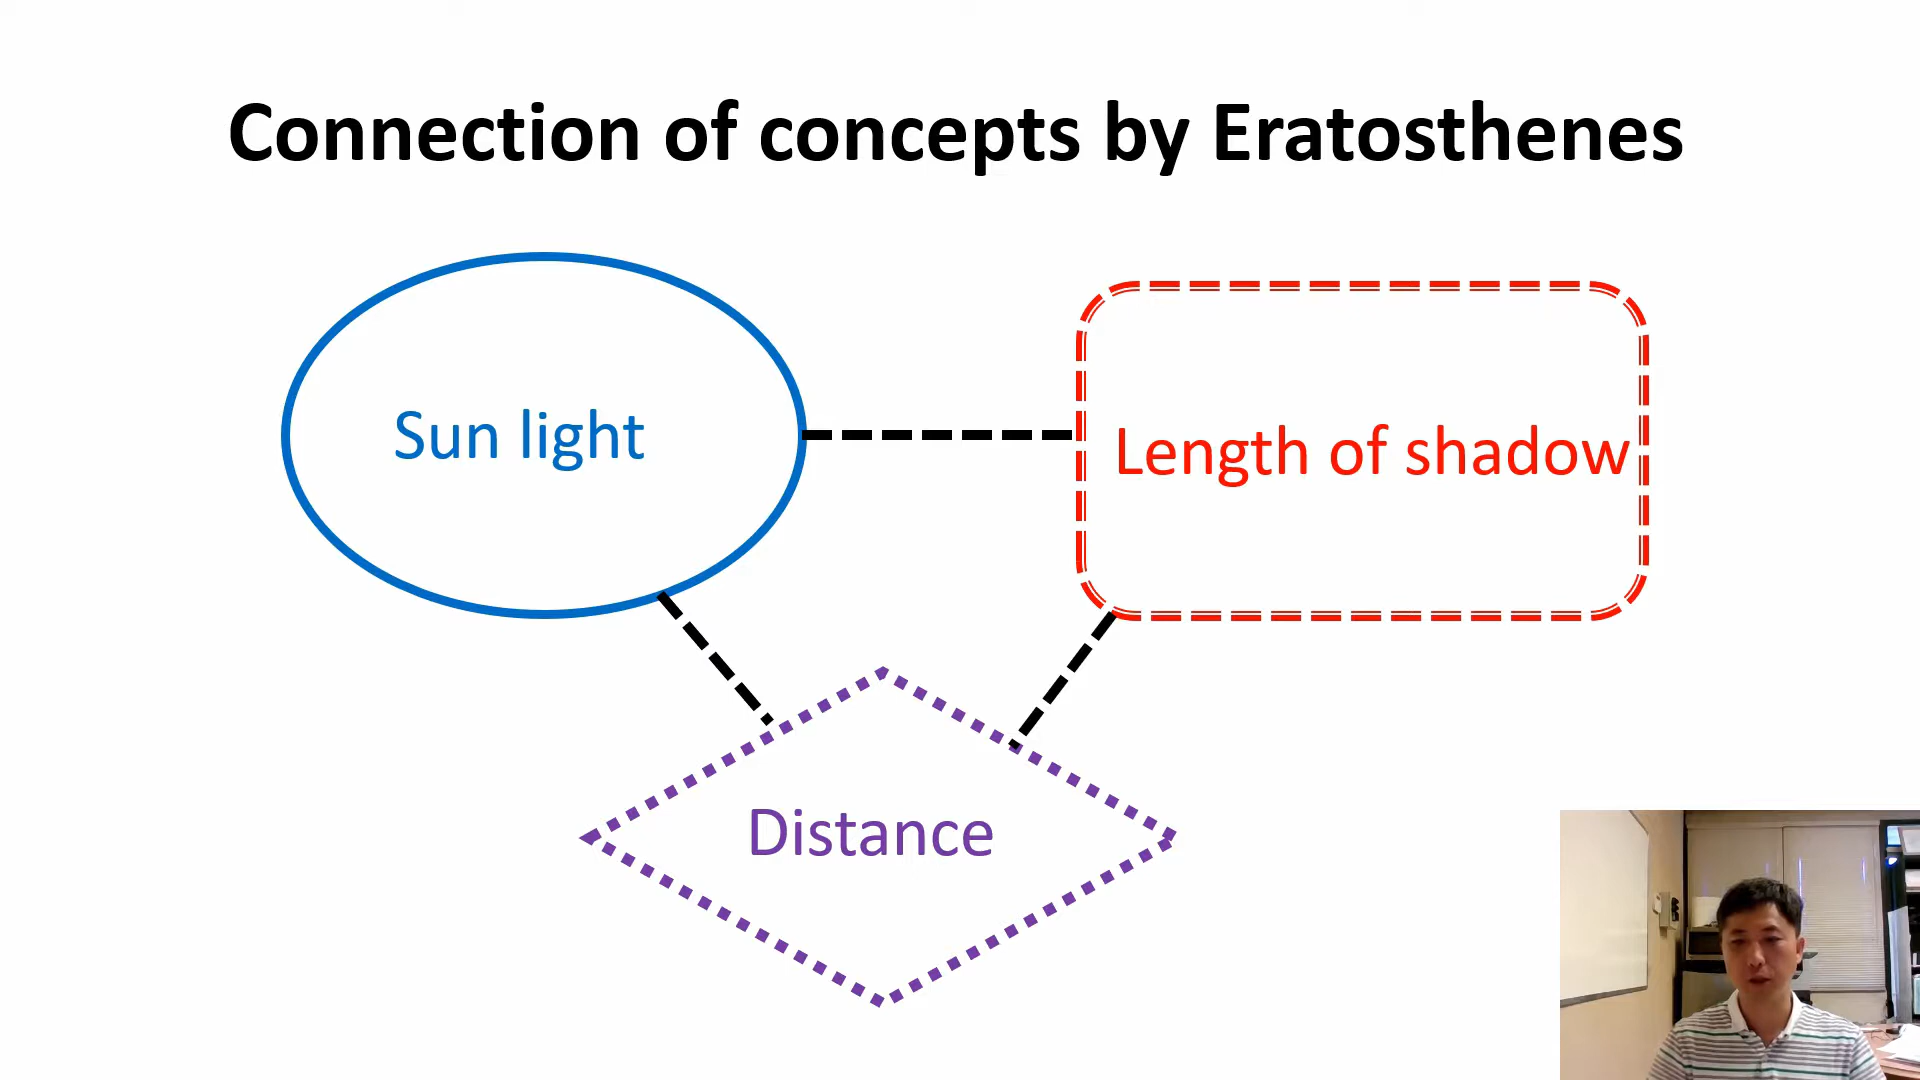 Connection of concepts by Eratosthenes
Sun light
Length of shadow
Distance